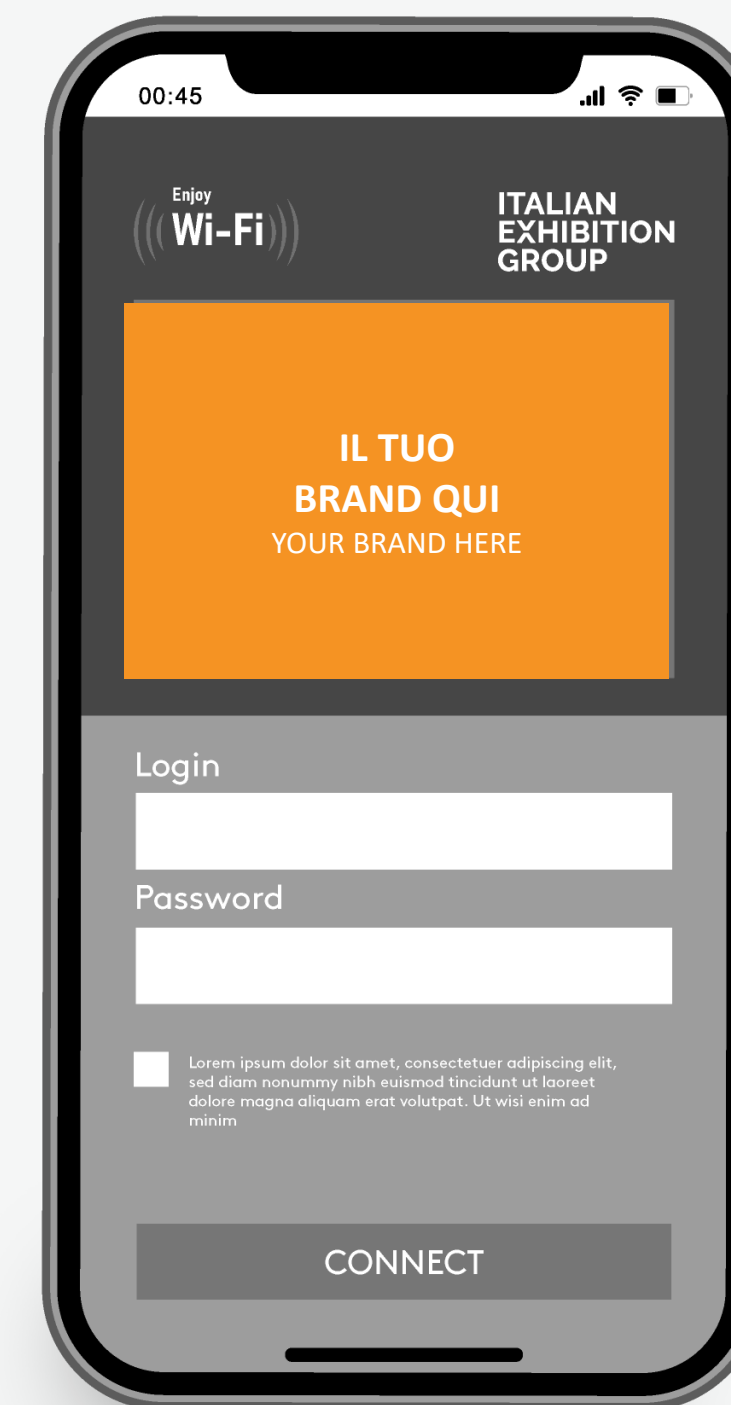 00:45
Enjoy
Wi-Fi
ITALIAN
EXHIBITION
GROUP
IL TUO
BRAND QUI
YOUR BRAND HERE
Login
Password
Lorem ipsum dolor sit amet, consectetuer adipiscing elit,
sed diam nonummy nibh euismod tincidunt ut laoreet
dolore magna aliquam erat volutpat. Ut wisi enim ad
minim
CONNECT